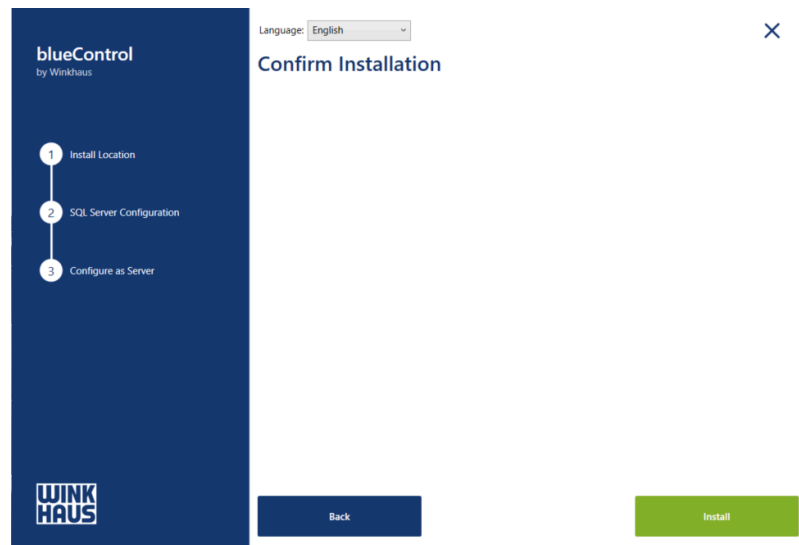 blueControl
by Winkhaus
1 Install Location
2 SQL Server Configuration
3 Configure as Server
WINK
HAUS
Language: English
Confirm Installation
Back
Install